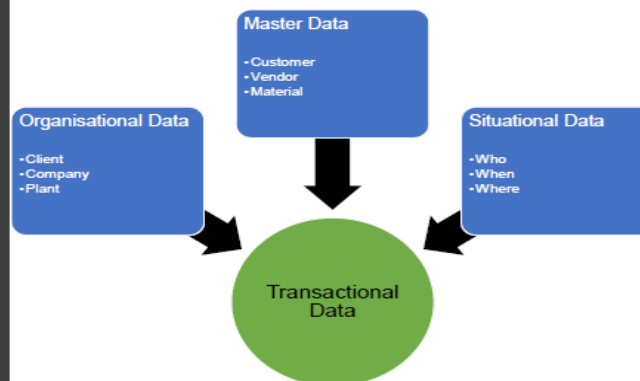 Master Data
-Customer
-Vendor
-Material
Organisational Data
-Client
-Company
-Plant
Situational Data
-Who
-When
-Where
Transactional
Data